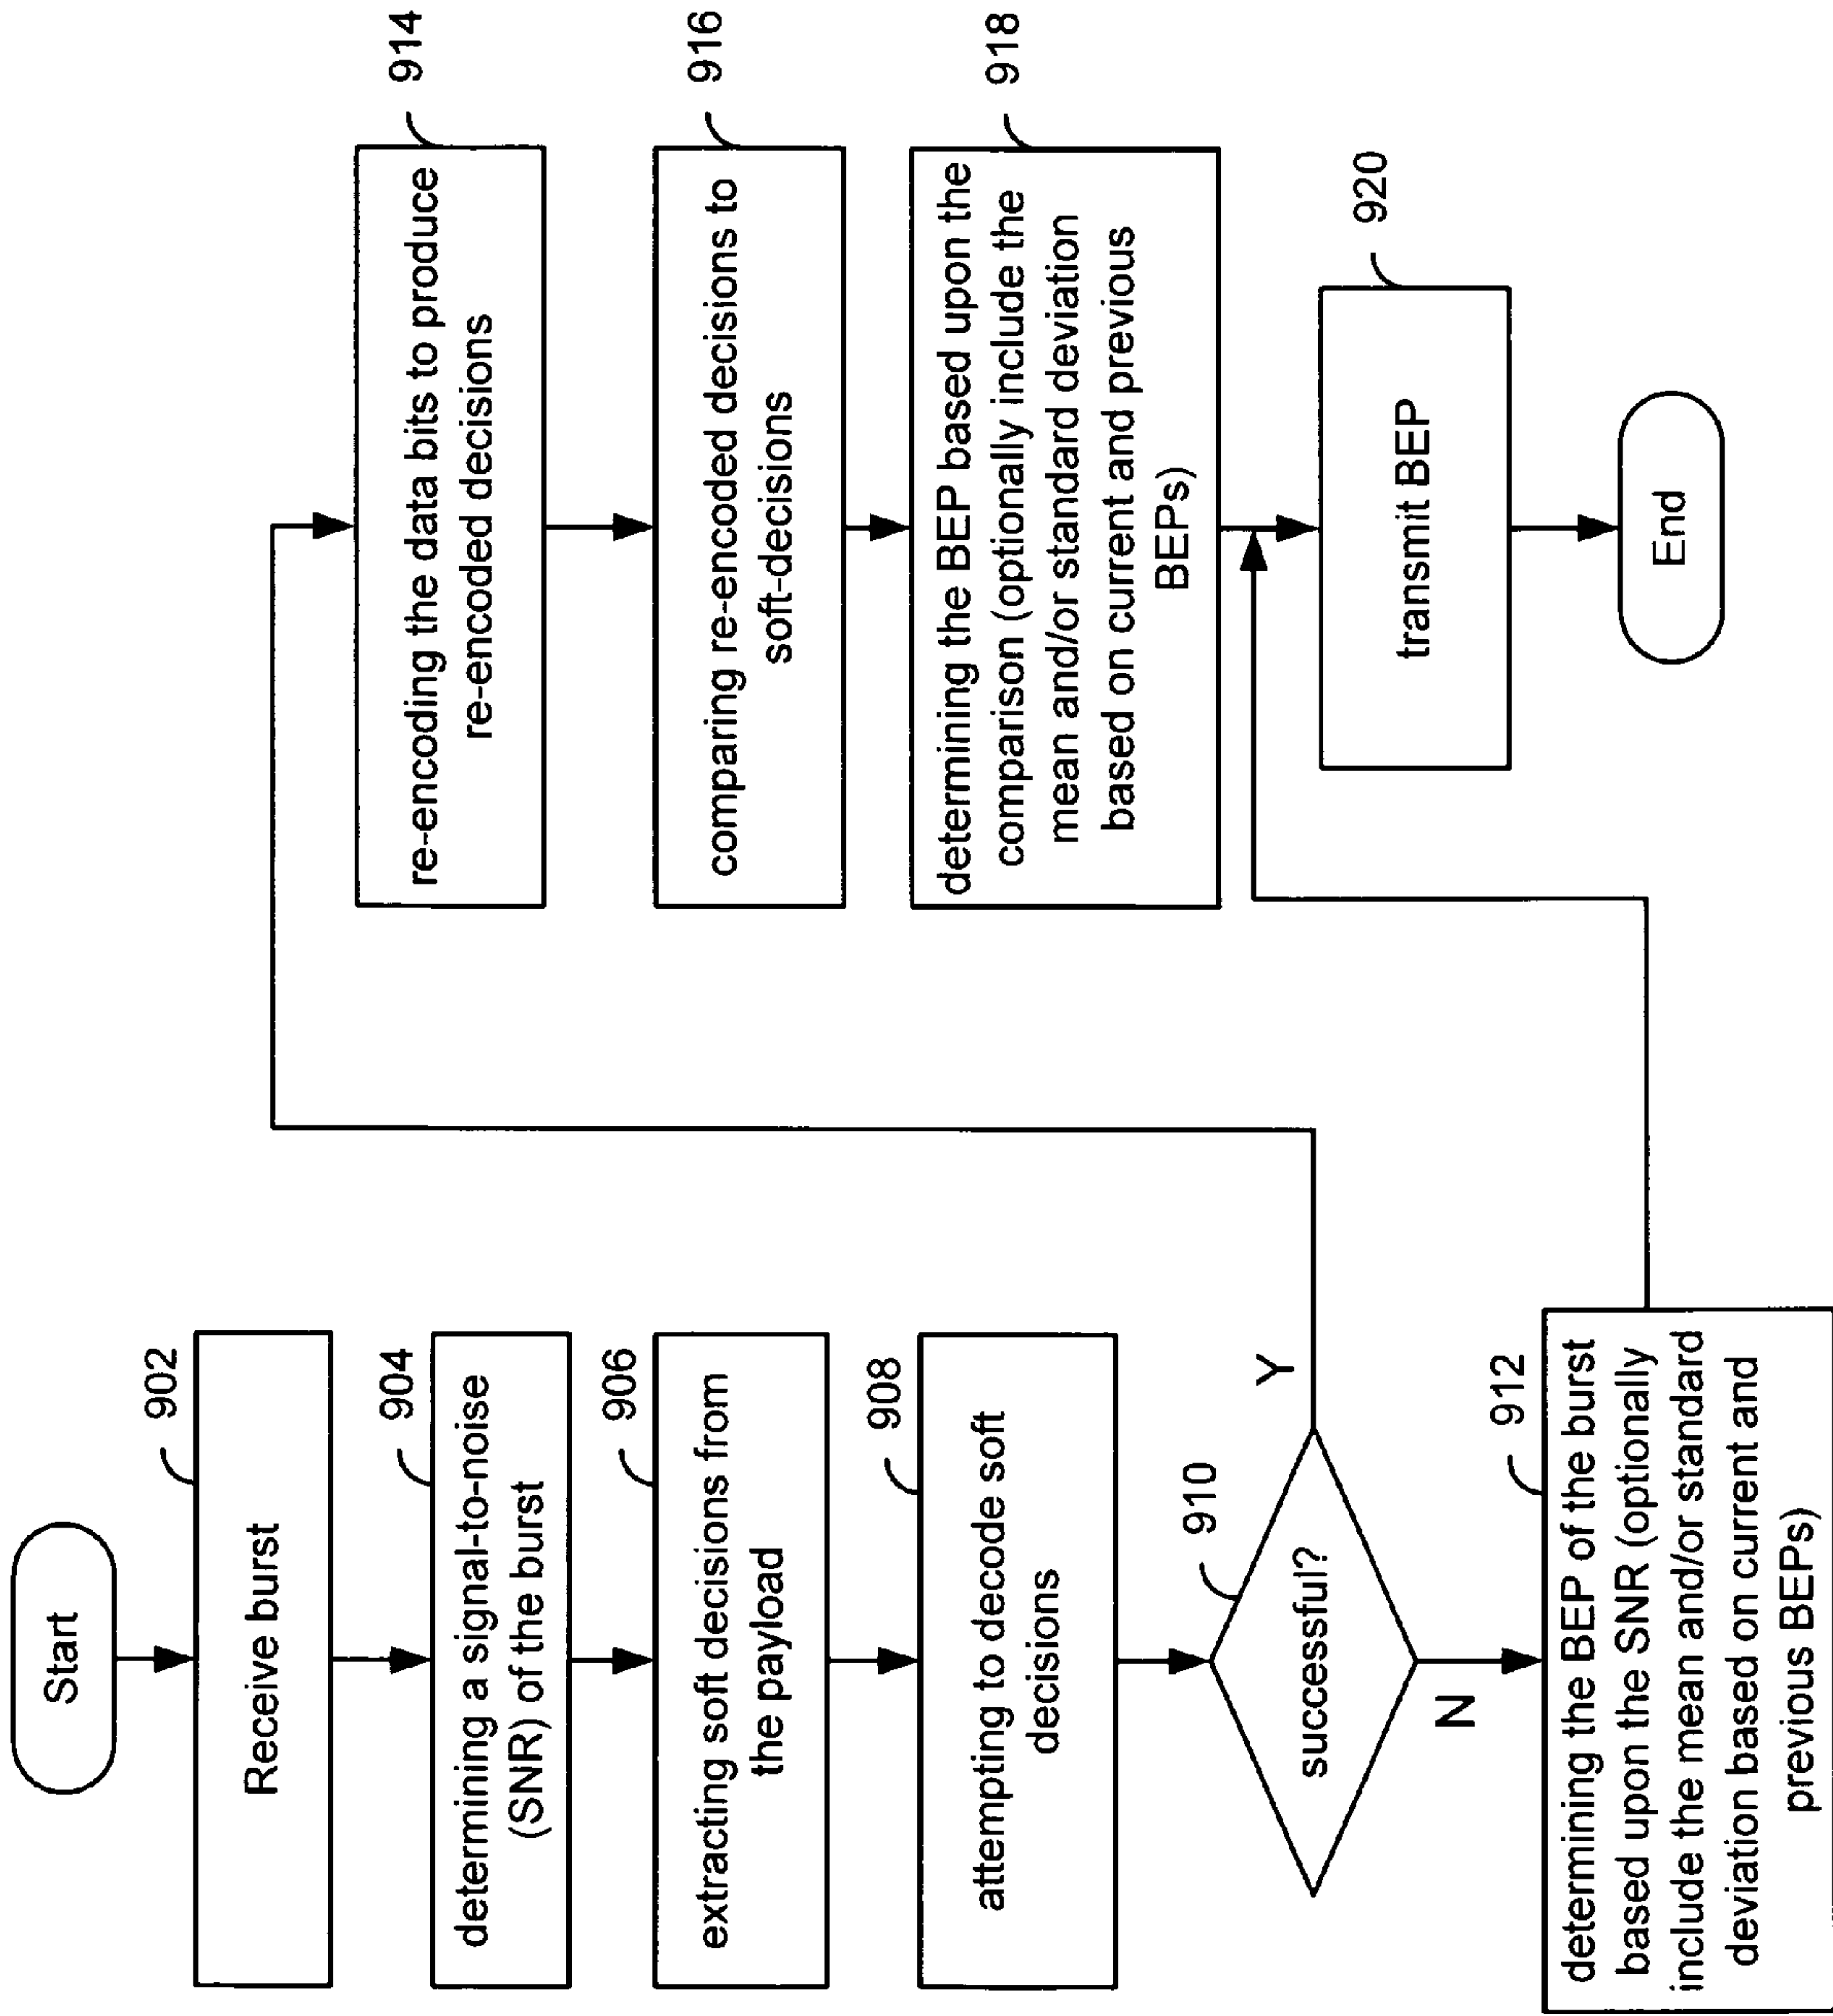 Start
902
Receive burst
904
determining a signal-to-noise
(SNR) of the burst
906
extracting soft decisions from
the payload
908
attempting to decode soft
decisions
910
successful?
Y
N
912
determining the BEP of the burst
based upon the SNR (optionally
include the mean and/or standard
deviation based on current and
previous BEPs)
914
re-encoding the data bits to produce
re-encoded decisions
916
comparing re-encoded decisions to
soft-decisions
918
determining the BEP based upon the
comparison (optionally include the
mean and/or standard deviation
based on current and previous
BEPs)
920
transmit BEP
End